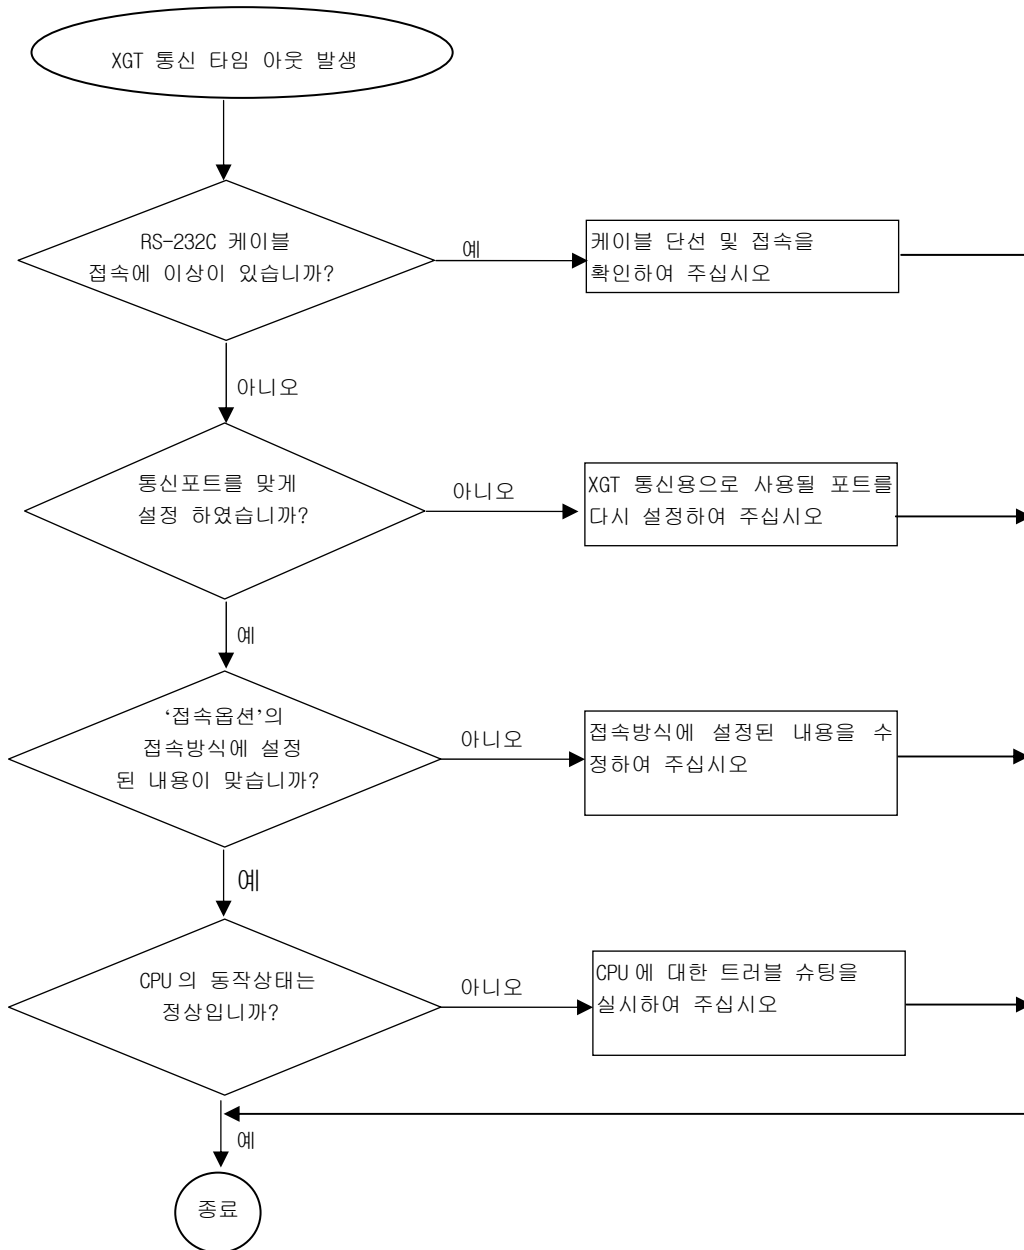 XGT 통신 타임 아웃 발생
RS-232C 케이블
접속에 이상이 있습니까?
예
케이블 단선 및 접속을
확인하여 주십시오
아니오
통신포트를 맞게
설정 하였습니까?
아니오
XGT 통신용으로 사용될 포트를
다시 설정하여 주십시오
예
‘접속옵션’의
접속방식에 설정
된 내용이 맞습니까?
아니오
접속방식에 설정된 내용을 수
정하여 주십시오
예
CPU 의 동작상태는
정상입니까?
아니오
CPU 에 대한 트러블 슈팅을
실시하여 주십시오
예
종료